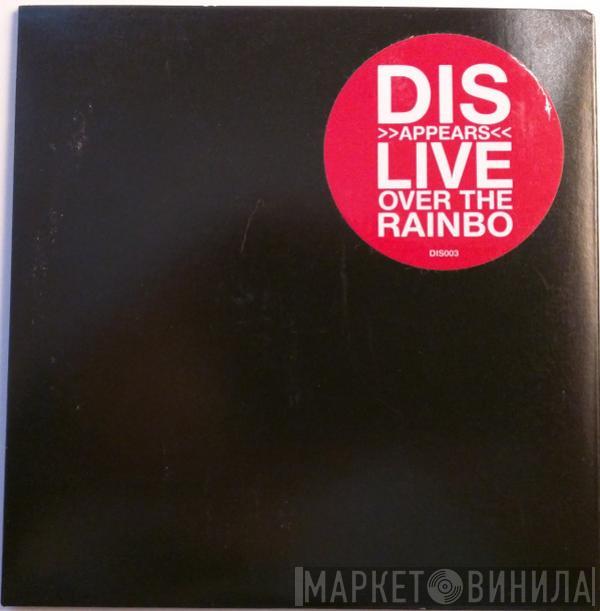 DIS
>>APPEARS<<
LIVE
OVER THE
RAINBO
DIS003
МАРКЕТ ВИНИЛА